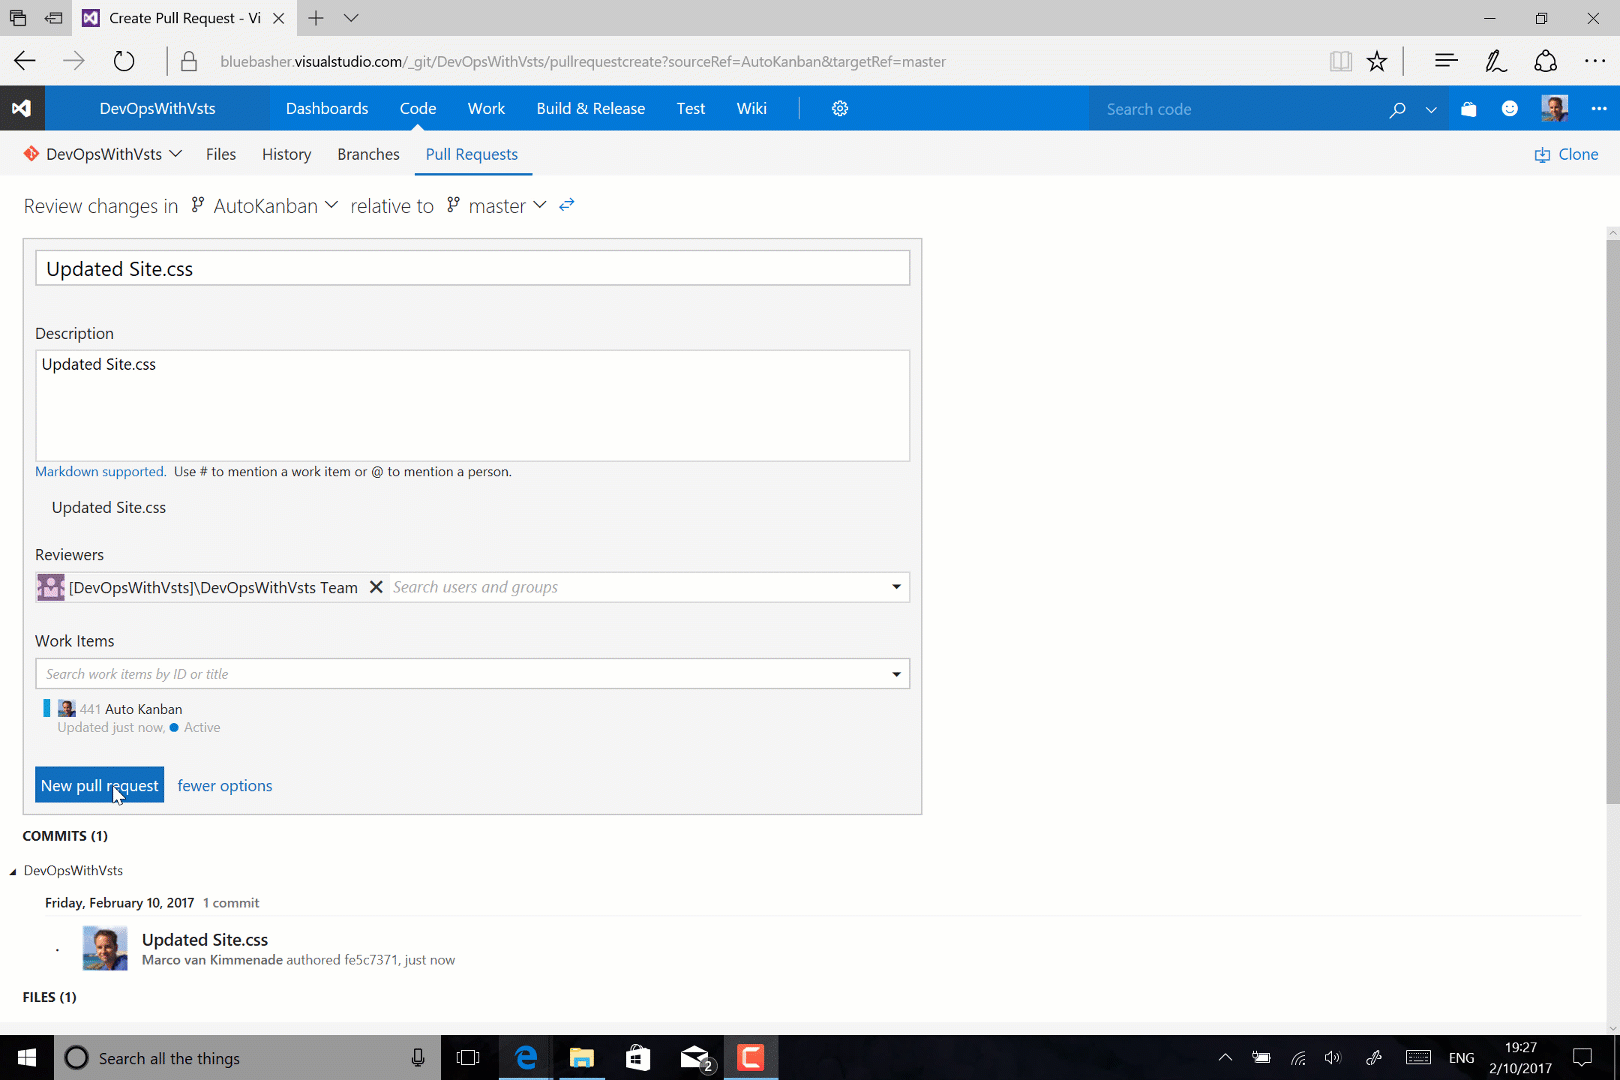 Create Pull Request - Vi
bluebasher.visualstudio.com/_git/DevOpsWithVsts/pullrequestcreate?sourceRef=AutoKanban&targetRef=master
DevOpsWithVsts Dashboards Code Work Build & Release Test Wiki Search code
DevOpsWithVsts Files History Branches Pull Requests Clone
Review changes in AutoKanban relative to master
Updated Site.css
Description
Updated Site.css
Markdown supported. Use # to mention a work item or @ to mention a person.
Updated Site.css
Reviewers
[DevOpsWithVsts]\DevOpsWithVsts Team Search users and groups
Work Items
Search work items by ID or title
441 Auto Kanban
Updated just now, Active
New pull request fewer options
COMMITS (1)
DevOpsWithVsts
Friday, February 10, 2017 1 commit
Updated Site.css
Marco van Kimmenade authored fe5c7371, just now
FILES (1)
Search all the things 2 ENG 19:27
2/10/2017